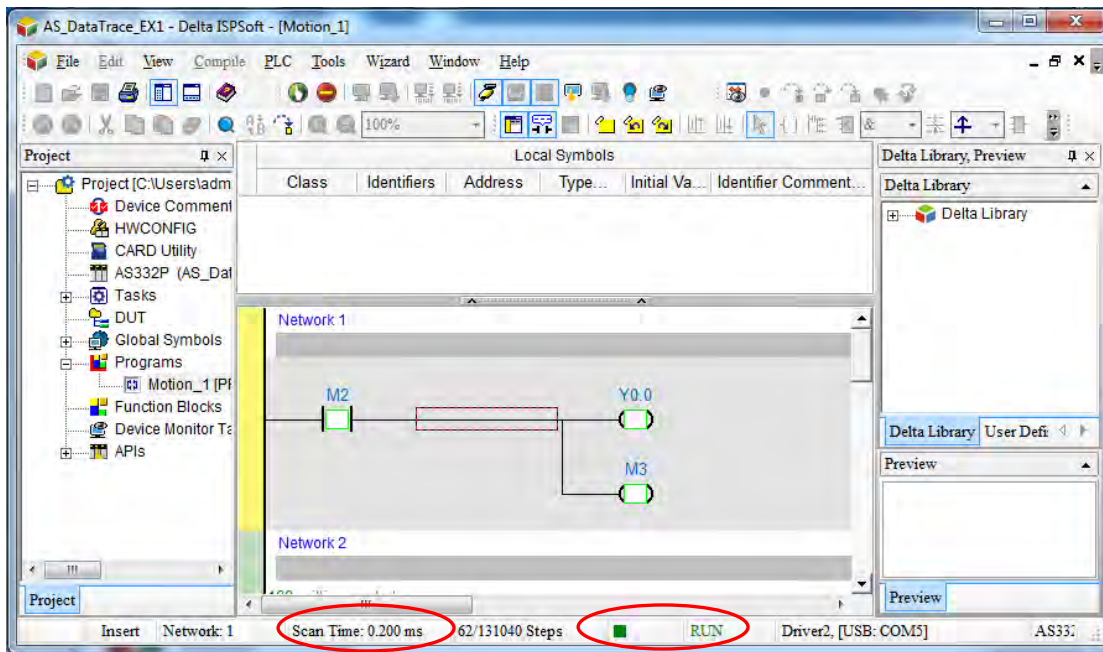 AS_DataTrace_EX1 - Delta ISPSoft - [Motion_1]
File Edit View Compile PLC Tools Wizard Window Help
100%
&
Project
Project [C:\Users\adm
Device Comment
HWCONFIG
CARD Utility
AS332P (AS_Dat
Tasks
DUT
Global Symbols
Programs
Motion_1 [PR
Function Blocks
Device Monitor Ta
APIs
Project
Local Symbols
Class Identifiers Address Type... Initial Va... Identifier Comment...
Network 1
M2 Y0.0
M3
Network 2
Delta Library, Preview
Delta Library
Delta Library
Delta Library User Defi
Preview
Preview
Insert Network: 1 Scan Time: 0.200 ms 62/131040 Steps RUN Driver2, [USB: COM5] AS332